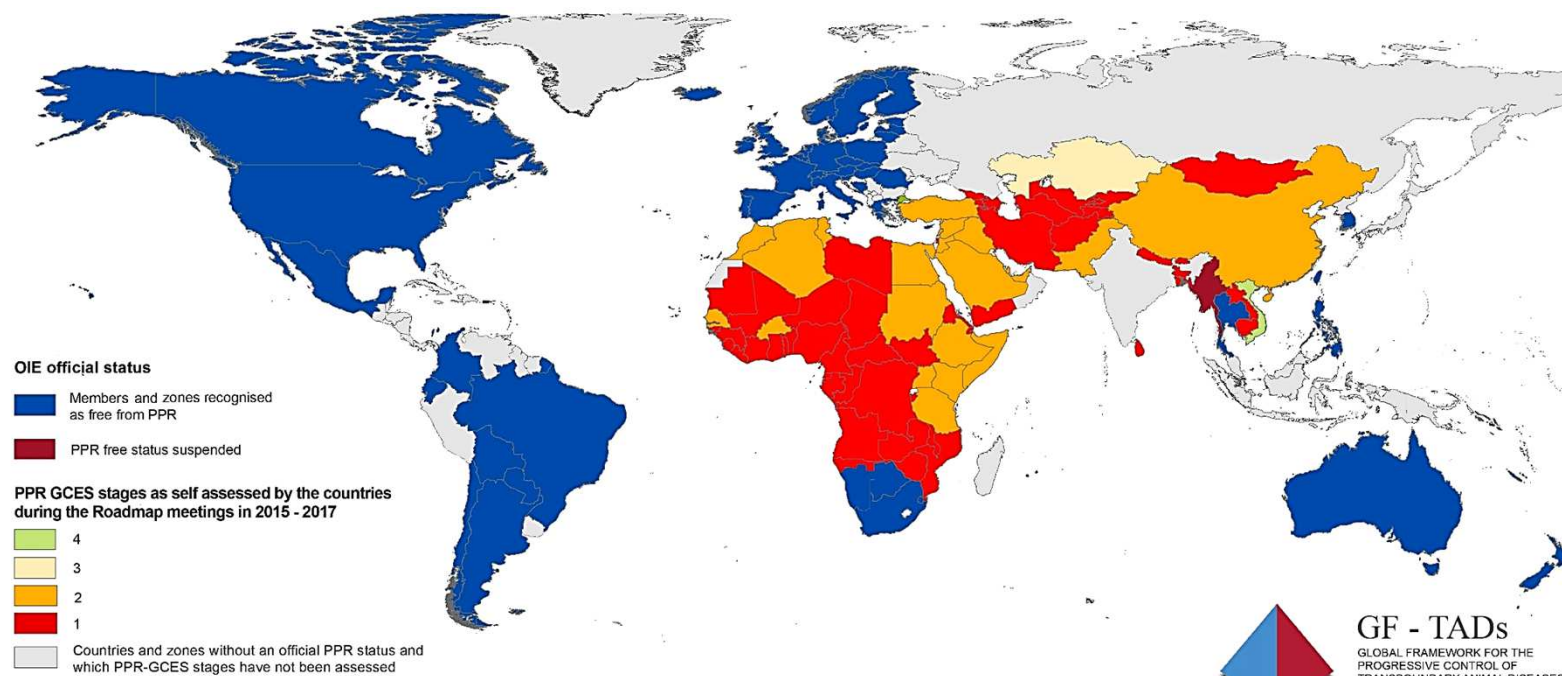 OIE official status
Members and zones recognised
as free from PPR
PPR free status suspended
PPR GCES stages as self assessed by the countries
during the Roadmap meetings in 2015 - 2017
4
3
2
1
Countries and zones without an official PPR status and
which PPR-GCES stages have not been assessed
GF - TADs
GLOBAL FRAMEWORK FOR THE
PROGRESSIVE CONTROL OF
TRANSBOUNDARY ANIMAL DISEASES